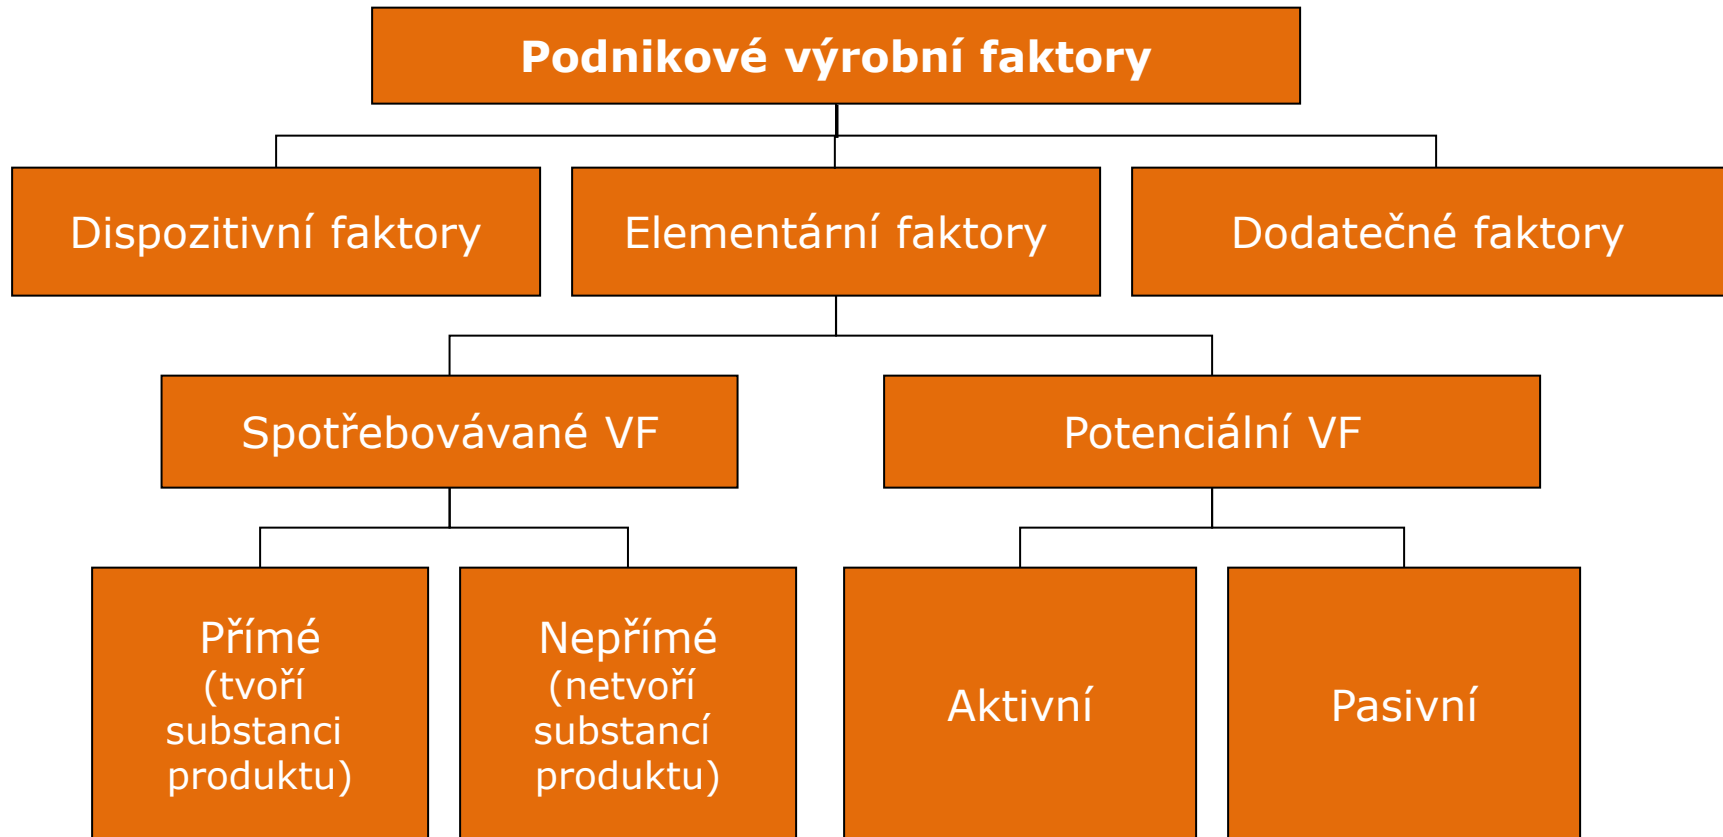 Podnikové výrobní faktory
Dispozitivní faktory
Elementární faktory
Dodatečné faktory
Spotřebovávané VF
Potenciální VF
Přímé
(tvoří
substanci
produktu)
Nepřímé
(netvoří
substancí
produktu)
Aktivní
Pasivní